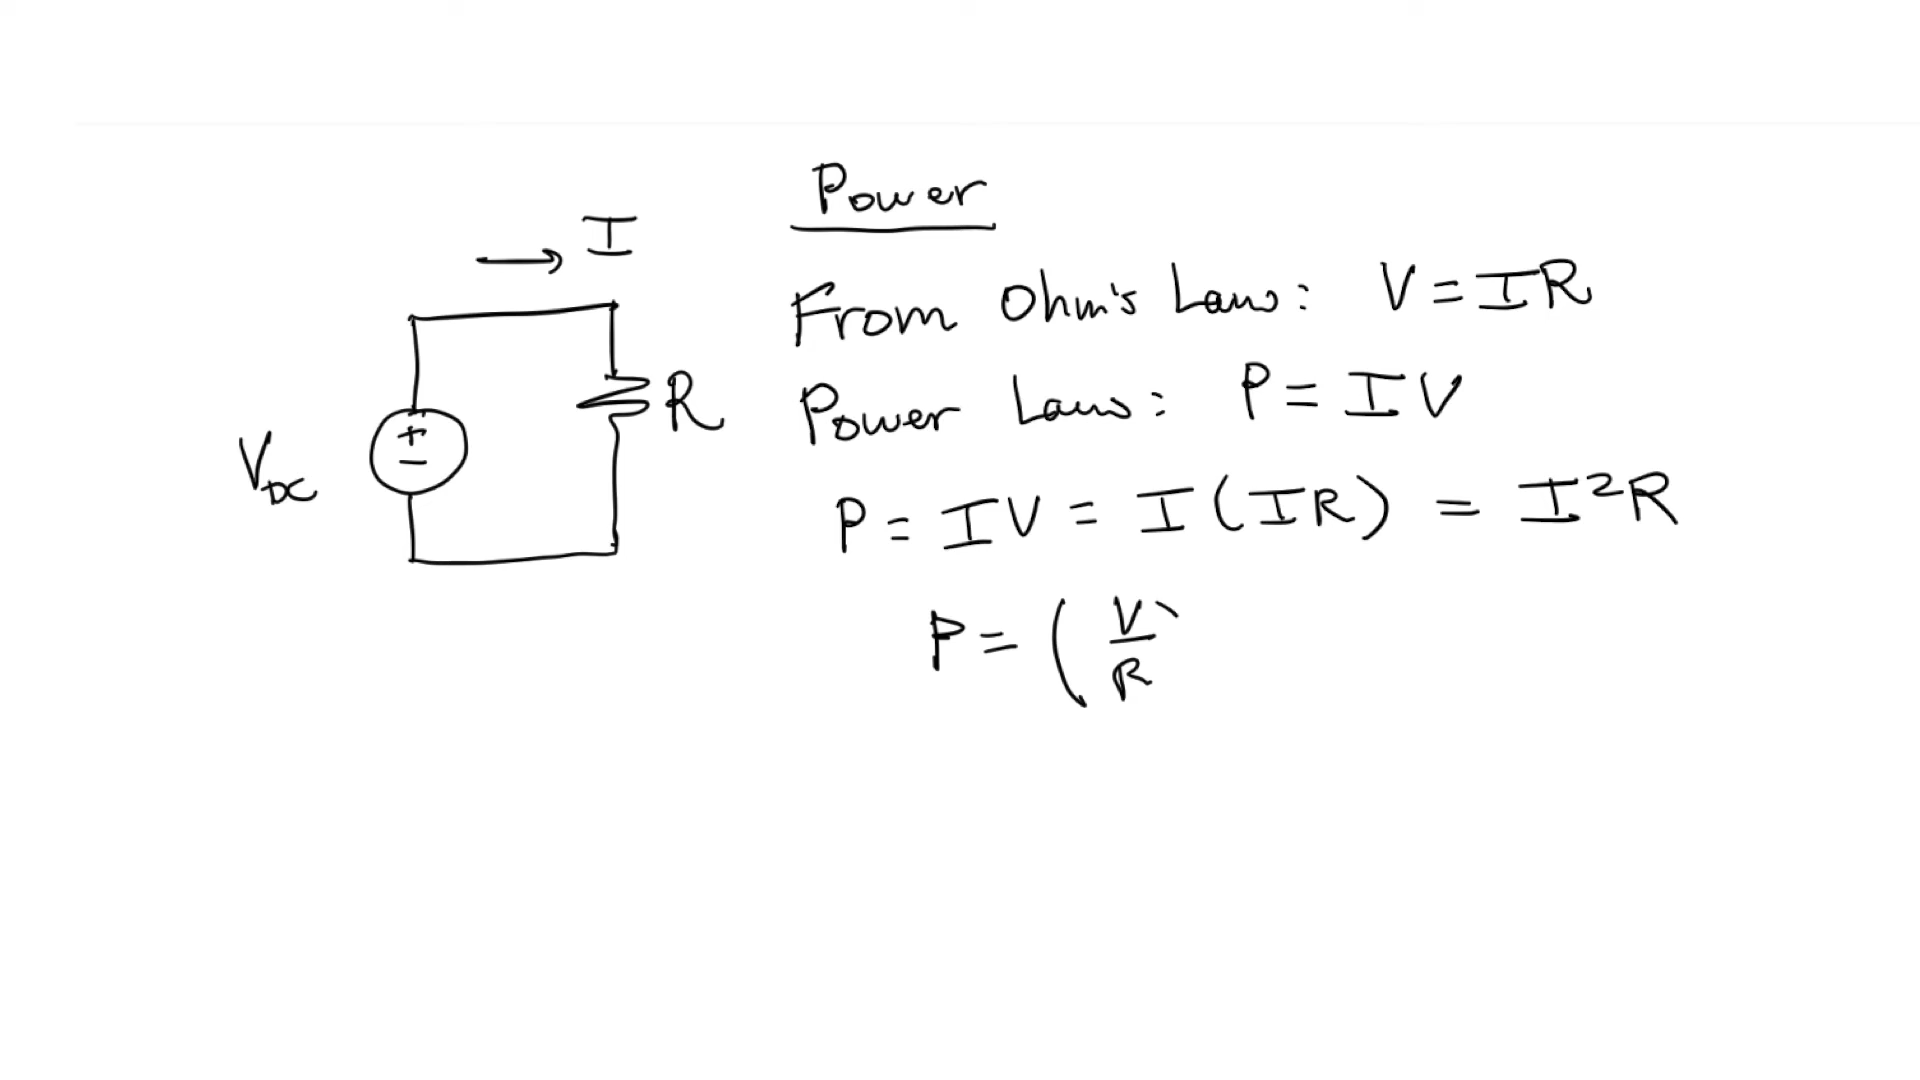 Power
I
From Ohm's Law: V = IR
R
Power Law: P = IV
+
−
V_DC
P = IV = I(IR) = I²R
P = (V/R